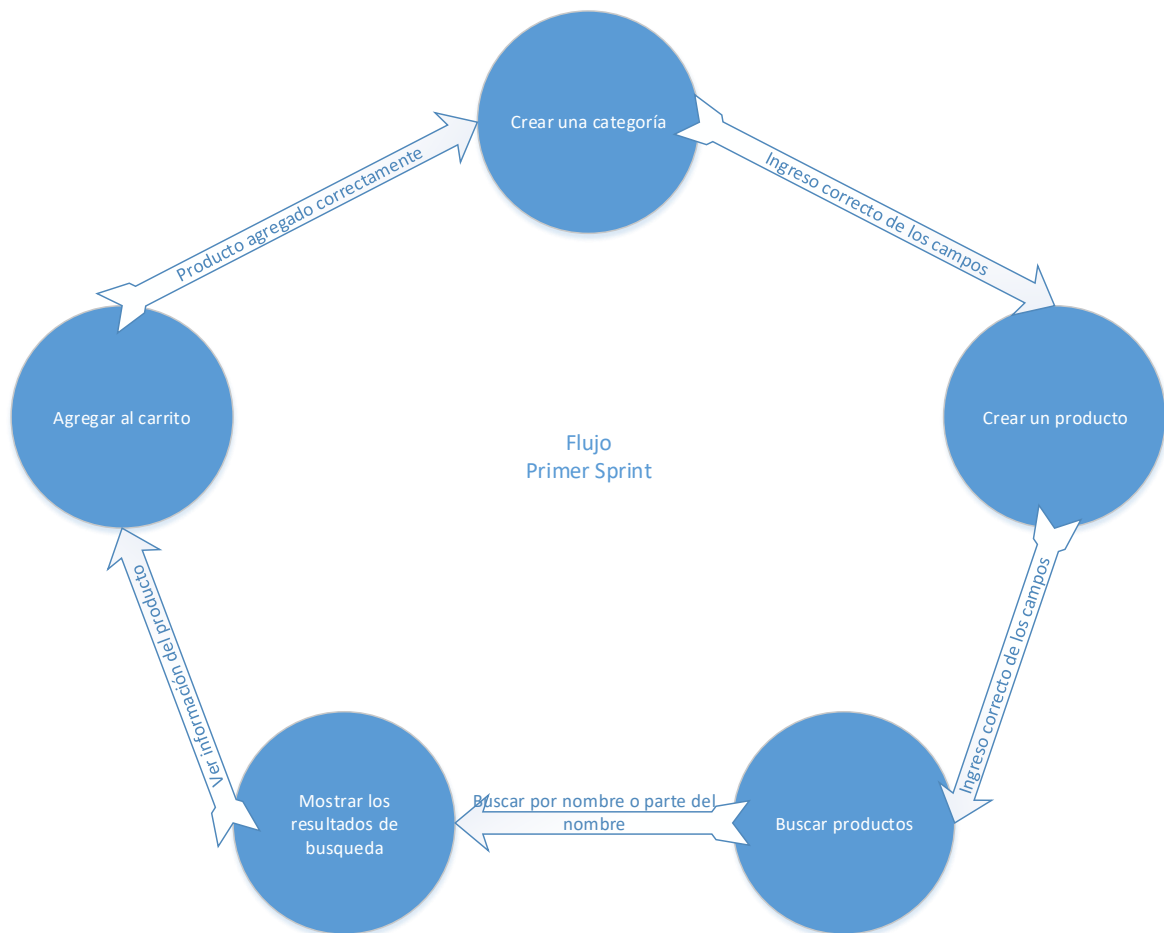 Crear una categoría
Ingreso correcto de los campos
Producto agregado correctamente
Agregar al carrito
Crear un producto
Flujo
Primer Sprint
Ingreso correcto de los campos
Ver información del producto
Mostrar los
resultados de
busqueda
Buscar por nombre o parte del
nombre
Buscar productos